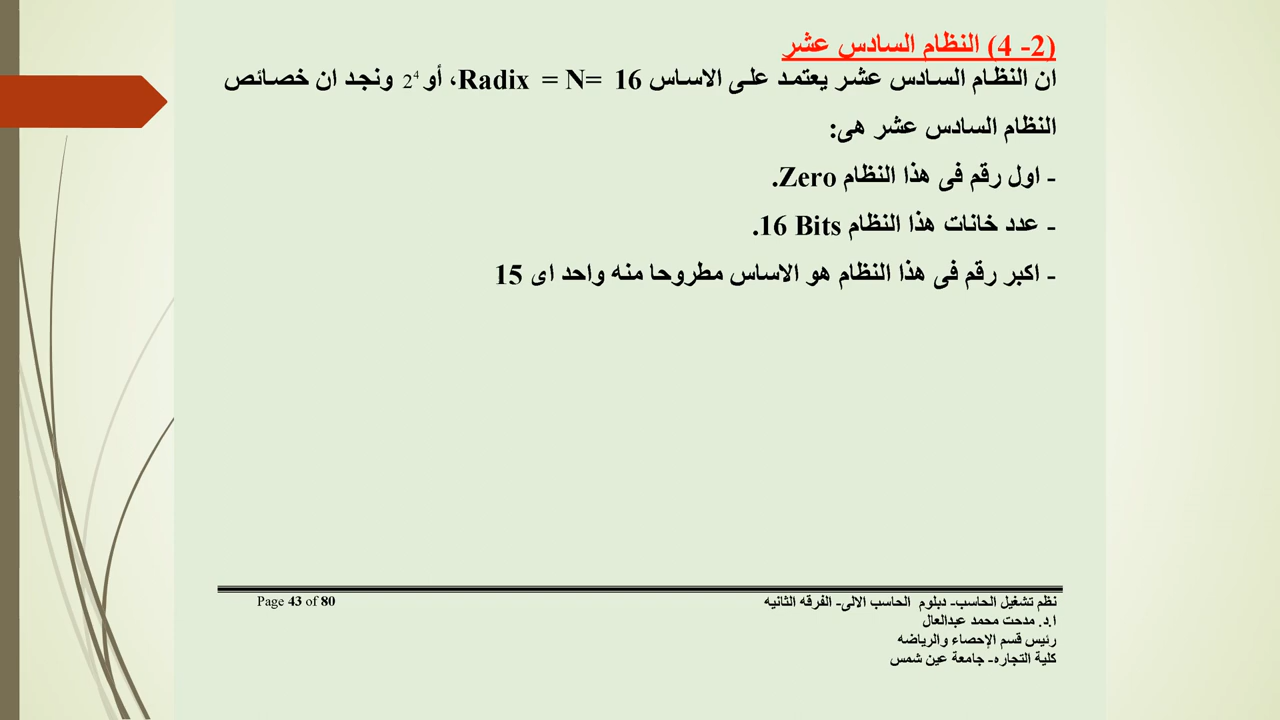 (2- 4) النظام السادس عشر
ان النظام السادس عشر يعتمد على الاساس Radix = N= 16، أو 2⁴ ونجد ان خصائص
النظام السادس عشر هى:
- اول رقم فى هذا النظام Zero.
- عدد خانات هذا النظام 16 Bits.
- اكبر رقم فى هذا النظام هو الاساس مطروحا منه واحد اى 15
نظم تشغيل الحاسب- دبلوم الحاسب الالى- الفرقه الثانيه
Page 43 of 80
ا.د. مدحت محمد عبدالعال
رئيس قسم الإحصاء والرياضه
كلية التجاره- جامعة عين شمس